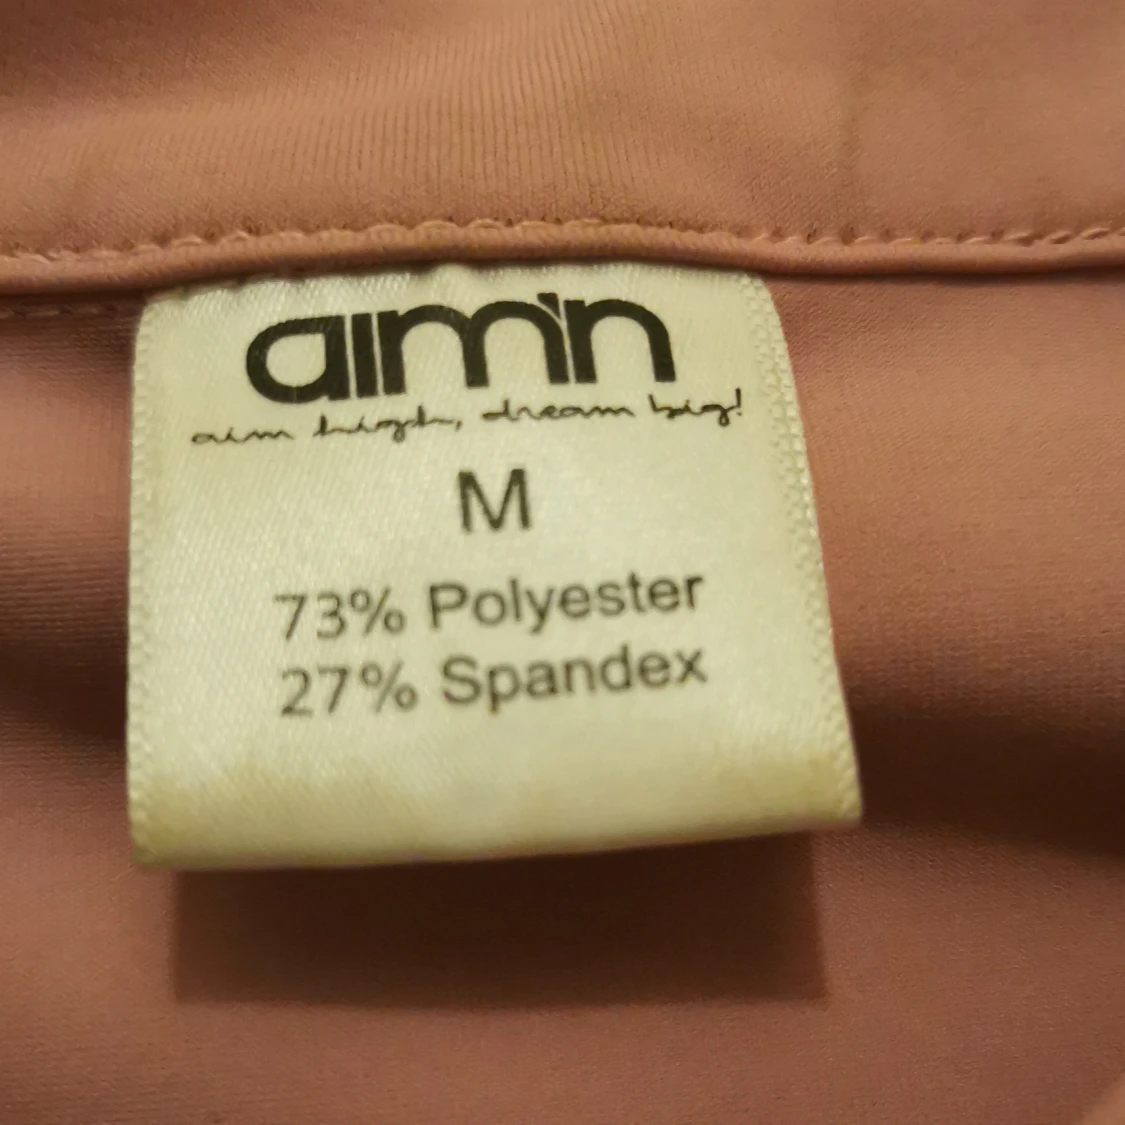 aim'n
aim high, dream big!
M
73% Polyester
27% Spandex